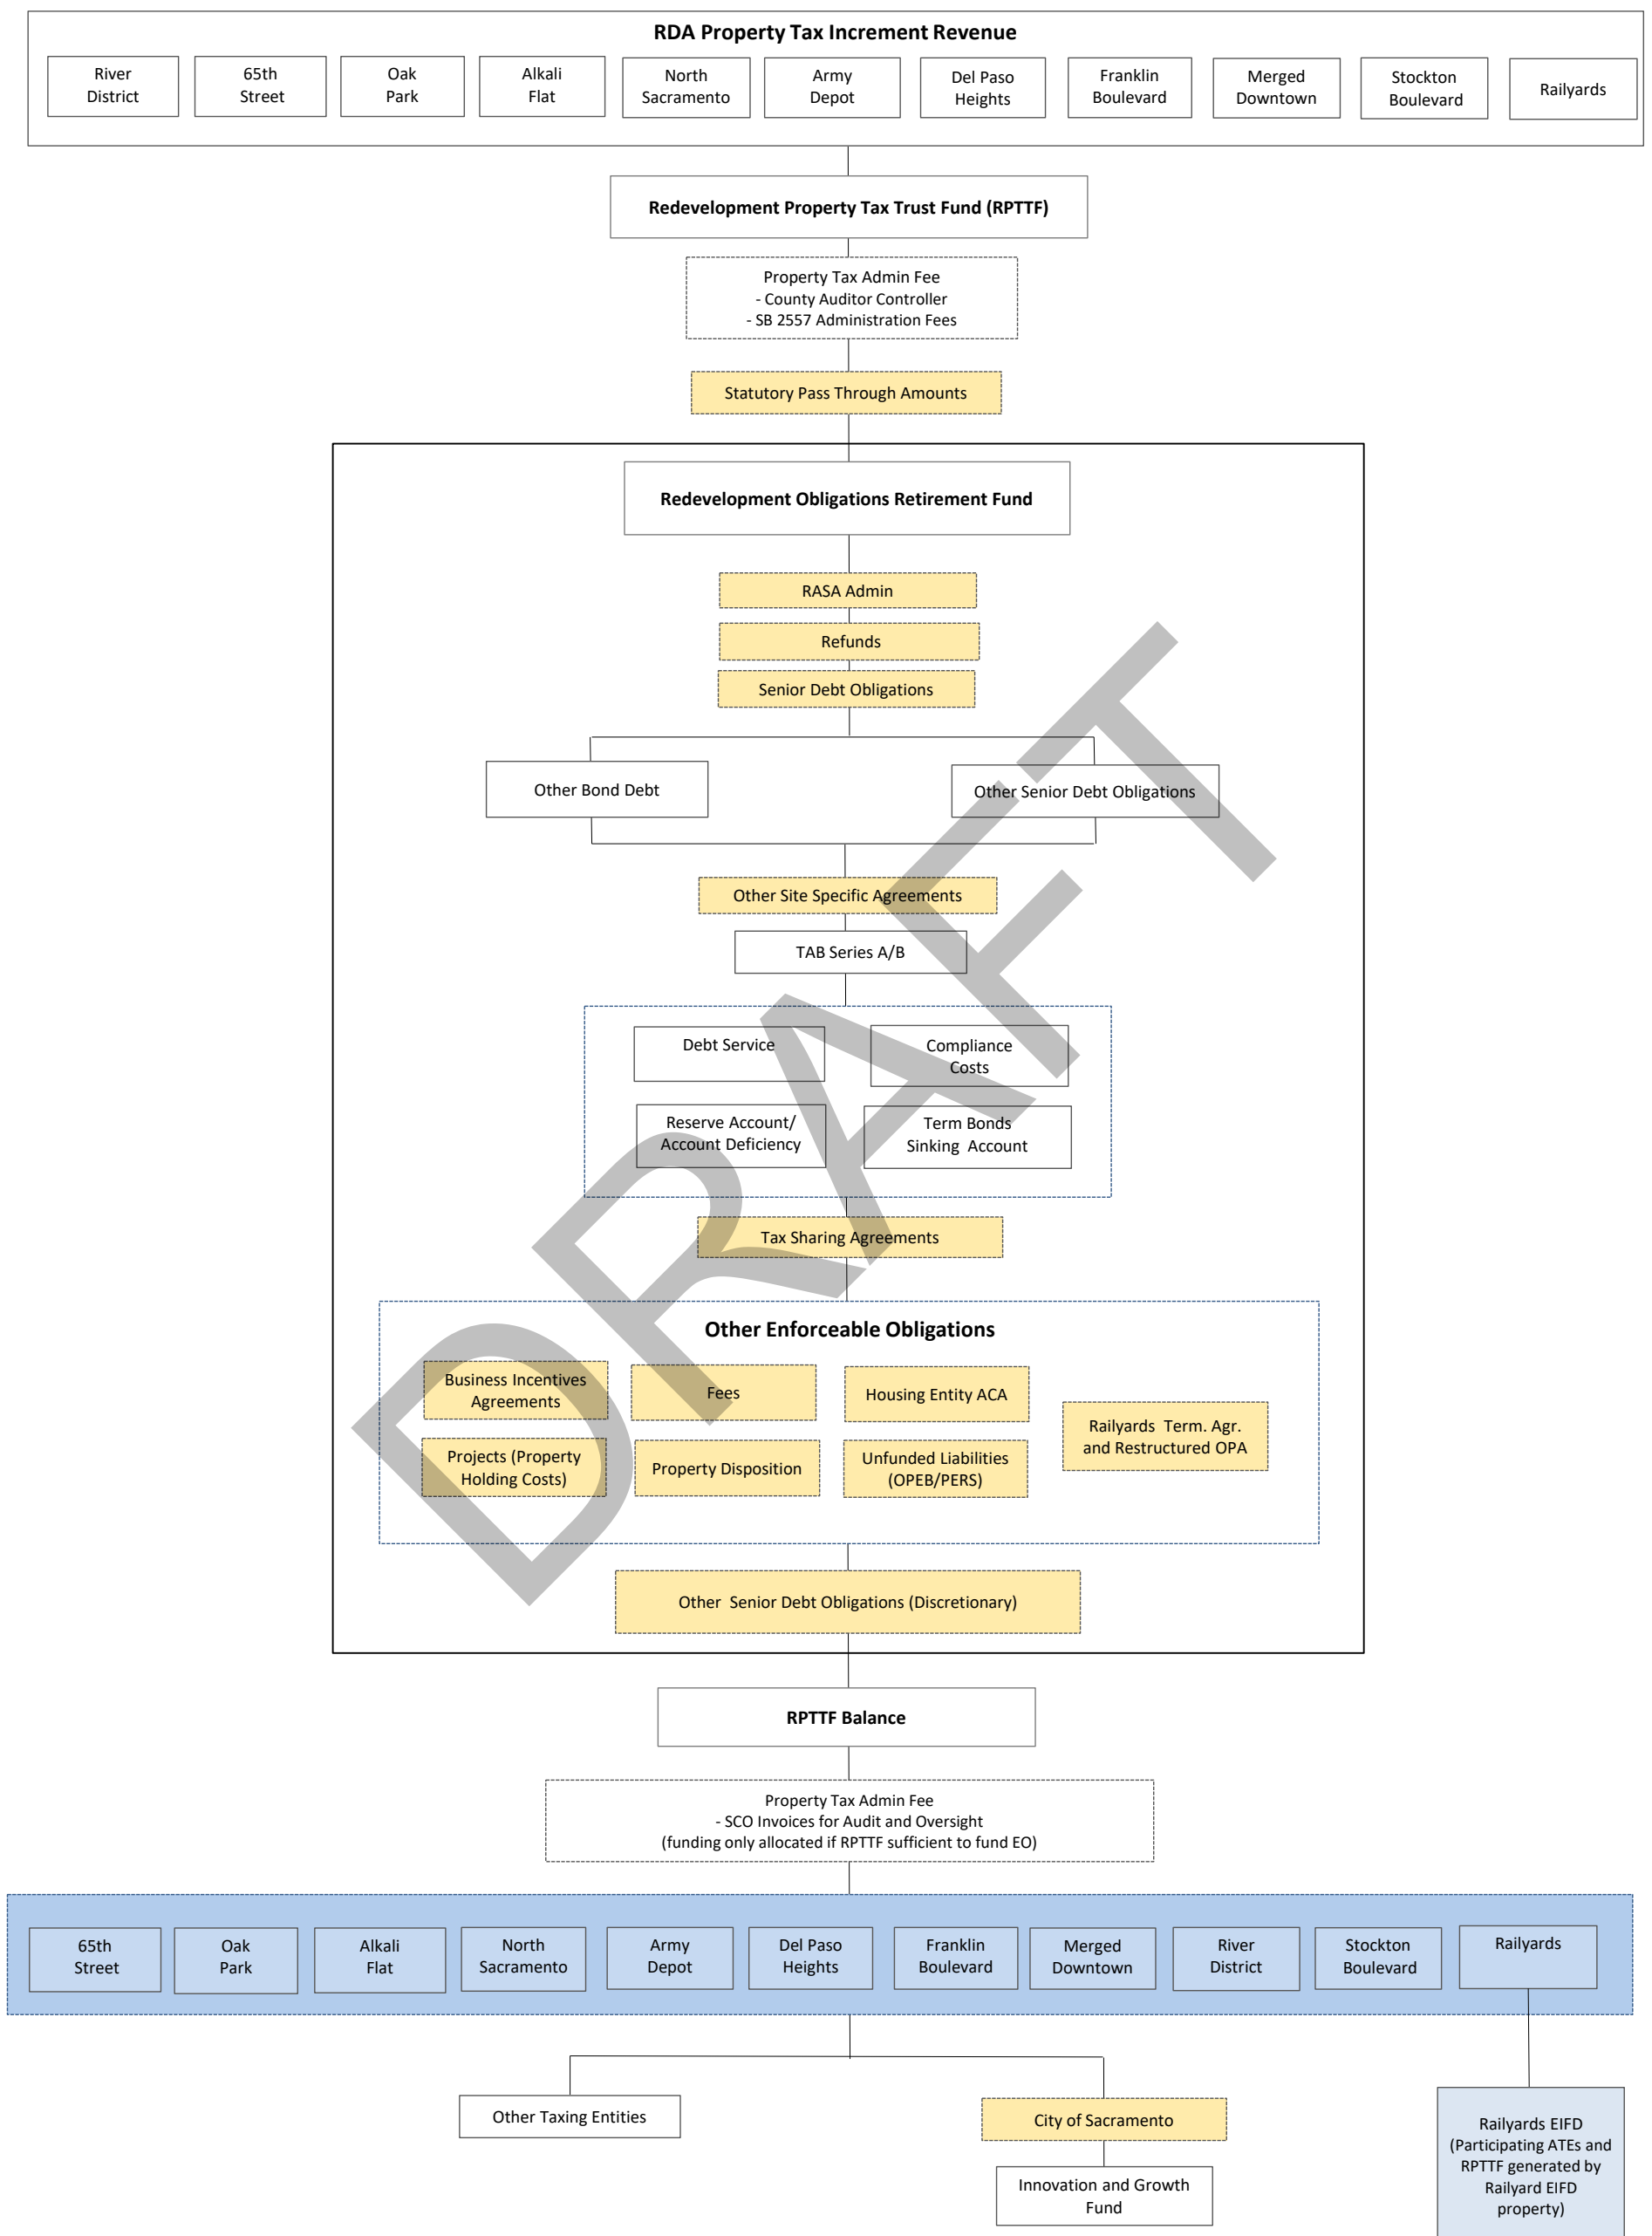 RDA Property Tax Increment Revenue
River
District
65th
Street
Oak
Park
Alkali
Flat
North
Sacramento
Army
Depot
Del Paso
Heights
Franklin
Boulevard
Merged
Downtown
Stockton
Boulevard
Railyards
Redevelopment Property Tax Trust Fund (RPTTF)
Property Tax Admin Fee
- County Auditor Controller
- SB 2557 Administration Fees
Statutory Pass Through Amounts
Redevelopment Obligations Retirement Fund
RASA Admin
Refunds
Senior Debt Obligations
Other Bond Debt
Other Senior Debt Obligations
Other Site Specific Agreements
TAB Series A/B
Debt Service
Compliance
Costs
Reserve Account/
Account Deficiency
Term Bonds
Sinking Account
Tax Sharing Agreements
Other Enforceable Obligations
Business Incentives
Agreements
Fees
Housing Entity ACA
Railyards Term. Agr.
and Restructured OPA
Projects (Property
Holding Costs)
Property Disposition
Unfunded Liabilities
(OPEB/PERS)
Other Senior Debt Obligations (Discretionary)
DRAFT
RPTTF Balance
Property Tax Admin Fee
- SCO Invoices for Audit and Oversight
(funding only allocated if RPTTF sufficient to fund EO)
65th
Street
Oak
Park
Alkali
Flat
North
Sacramento
Army
Depot
Del Paso
Heights
Franklin
Boulevard
Merged
Downtown
River
District
Stockton
Boulevard
Railyards
Other Taxing Entities
City of Sacramento
Innovation and Growth
Fund
Railyards EIFD
(Participating ATEs and
RPTTF generated by
Railyard EIFD
property)